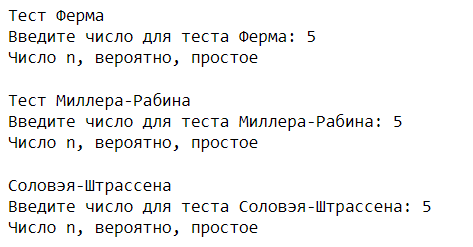 Тест Ферма
Введите число для теста Ферма: 5
Число n, вероятно, простое
Тест Миллера-Рабина
Введите число для теста Миллера-Рабина: 5
Число n, вероятно, простое
Соловэя-Штрассена
Введите число для теста Соловэя-Штрассена: 5
Число n, вероятно, простое